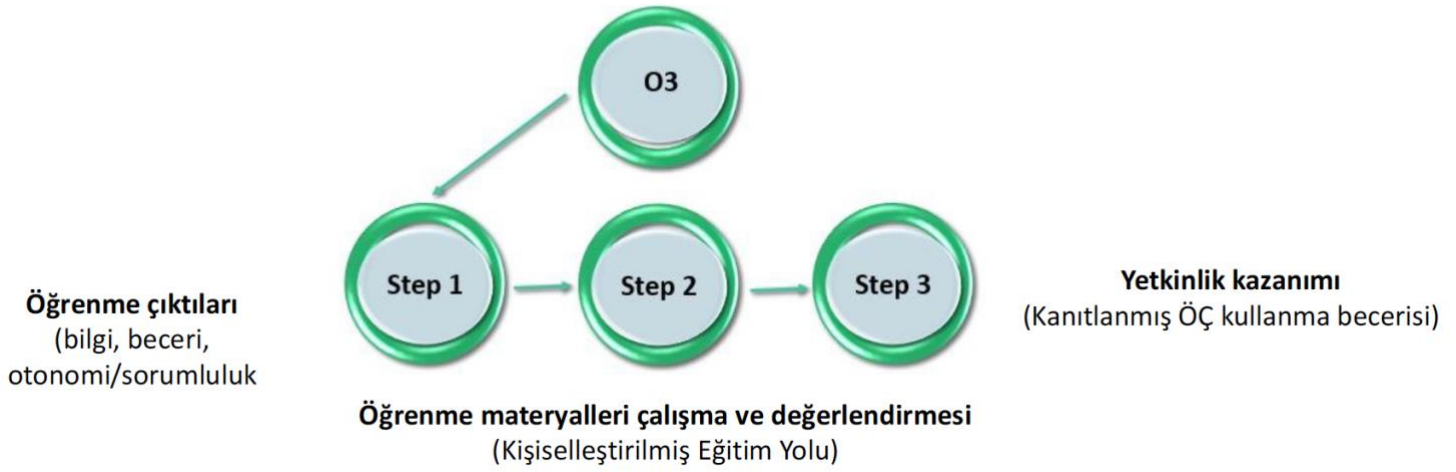 O3
Step 1
Step 2
Step 3
Öğrenme çıktıları
(bilgi, beceri,
otonomi/sorumluluk
Yetkinlik kazanımı
(Kanıtlanmış ÖÇ kullanma becerisi)
Öğrenme materyalleri çalışma ve değerlendirmesi
(Kişiselleştirilmiş Eğitim Yolu)